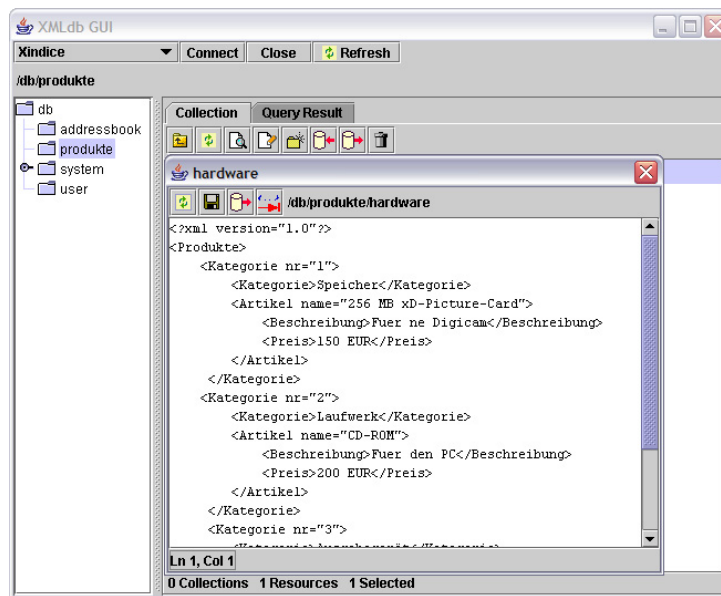 XMLdb GUI
Xindice Connect Close Refresh
/db/produkte
db
addressbook
produkte
system
user
Collection Query Result
hardware
/db/produkte/hardware
<?xml version="1.0"?>
<Produkte>
<Kategorie nr="1">
<Kategorie>Speicher</Kategorie>
<Artikel name="256 MB xD-Picture-Card">
<Beschreibung>Fuer ne Digicam</Beschreibung>
<Preis>150 EUR</Preis>
</Artikel>
</Kategorie>
<Kategorie nr="2">
<Kategorie>Laufwerk</Kategorie>
<Artikel name="CD-ROM">
<Beschreibung>Fuer den PC</Beschreibung>
<Preis>200 EUR</Preis>
</Artikel>
</Kategorie>
<Kategorie nr="3">
Ln 1, Col 1
0 Collections 1 Resources 1 Selected